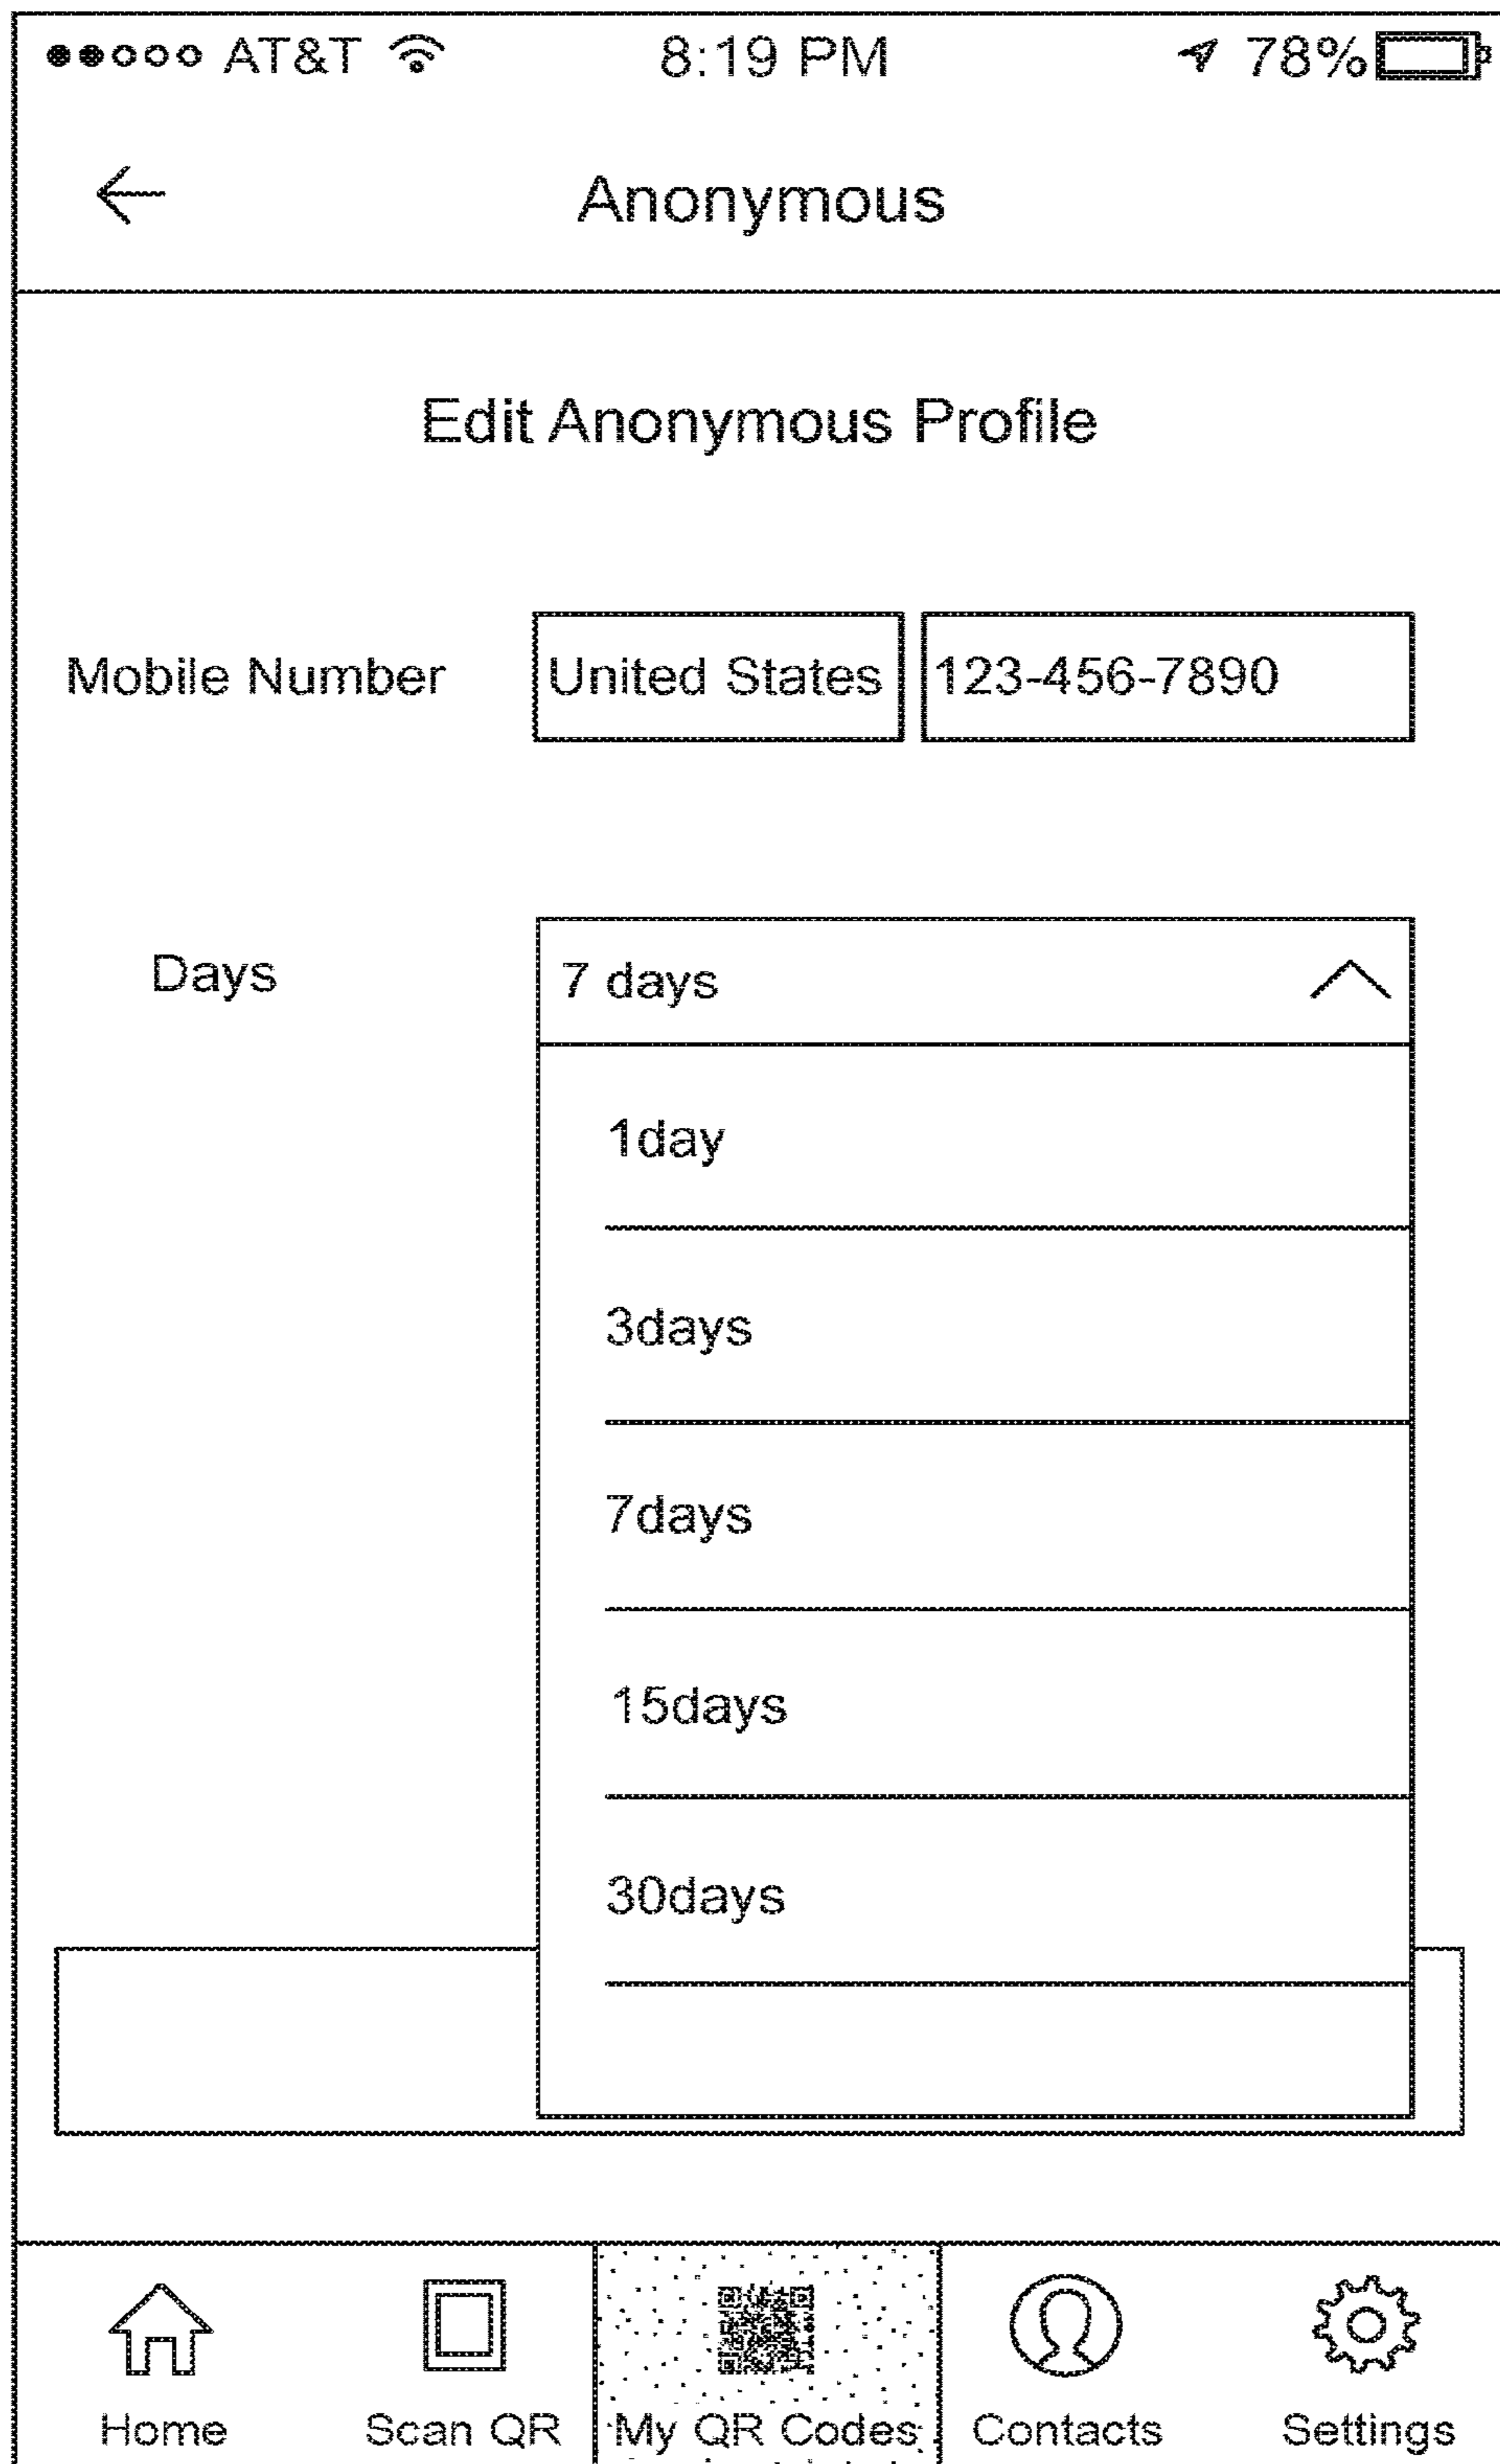 AT&T 8:19 PM 78%
Anonymous
Edit Anonymous Profile
Mobile Number United States 123-456-7890
Days 7 days
1day
3days
7days
15days
30days
Home Scan QR My QR Codes Contacts Settings